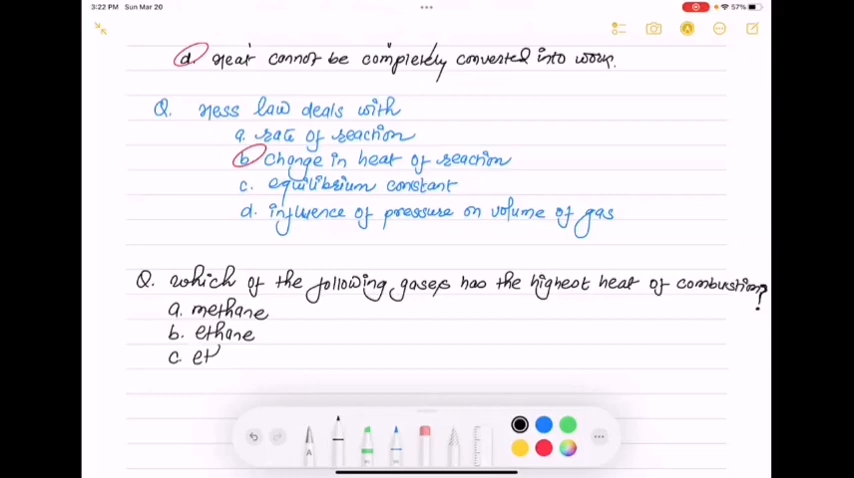 3:22 PM Sun Mar 20
57%
d. Heat cannot be completely converted into work.
Q. Hess law deals with
a. rate of reaction
b. change in heat of reaction
c. equilibrium constant
d. influence of pressure on volume of gas
Q. which of the following gases has the highest heat of combustion?
a. methane
b. ethane
c. et
A